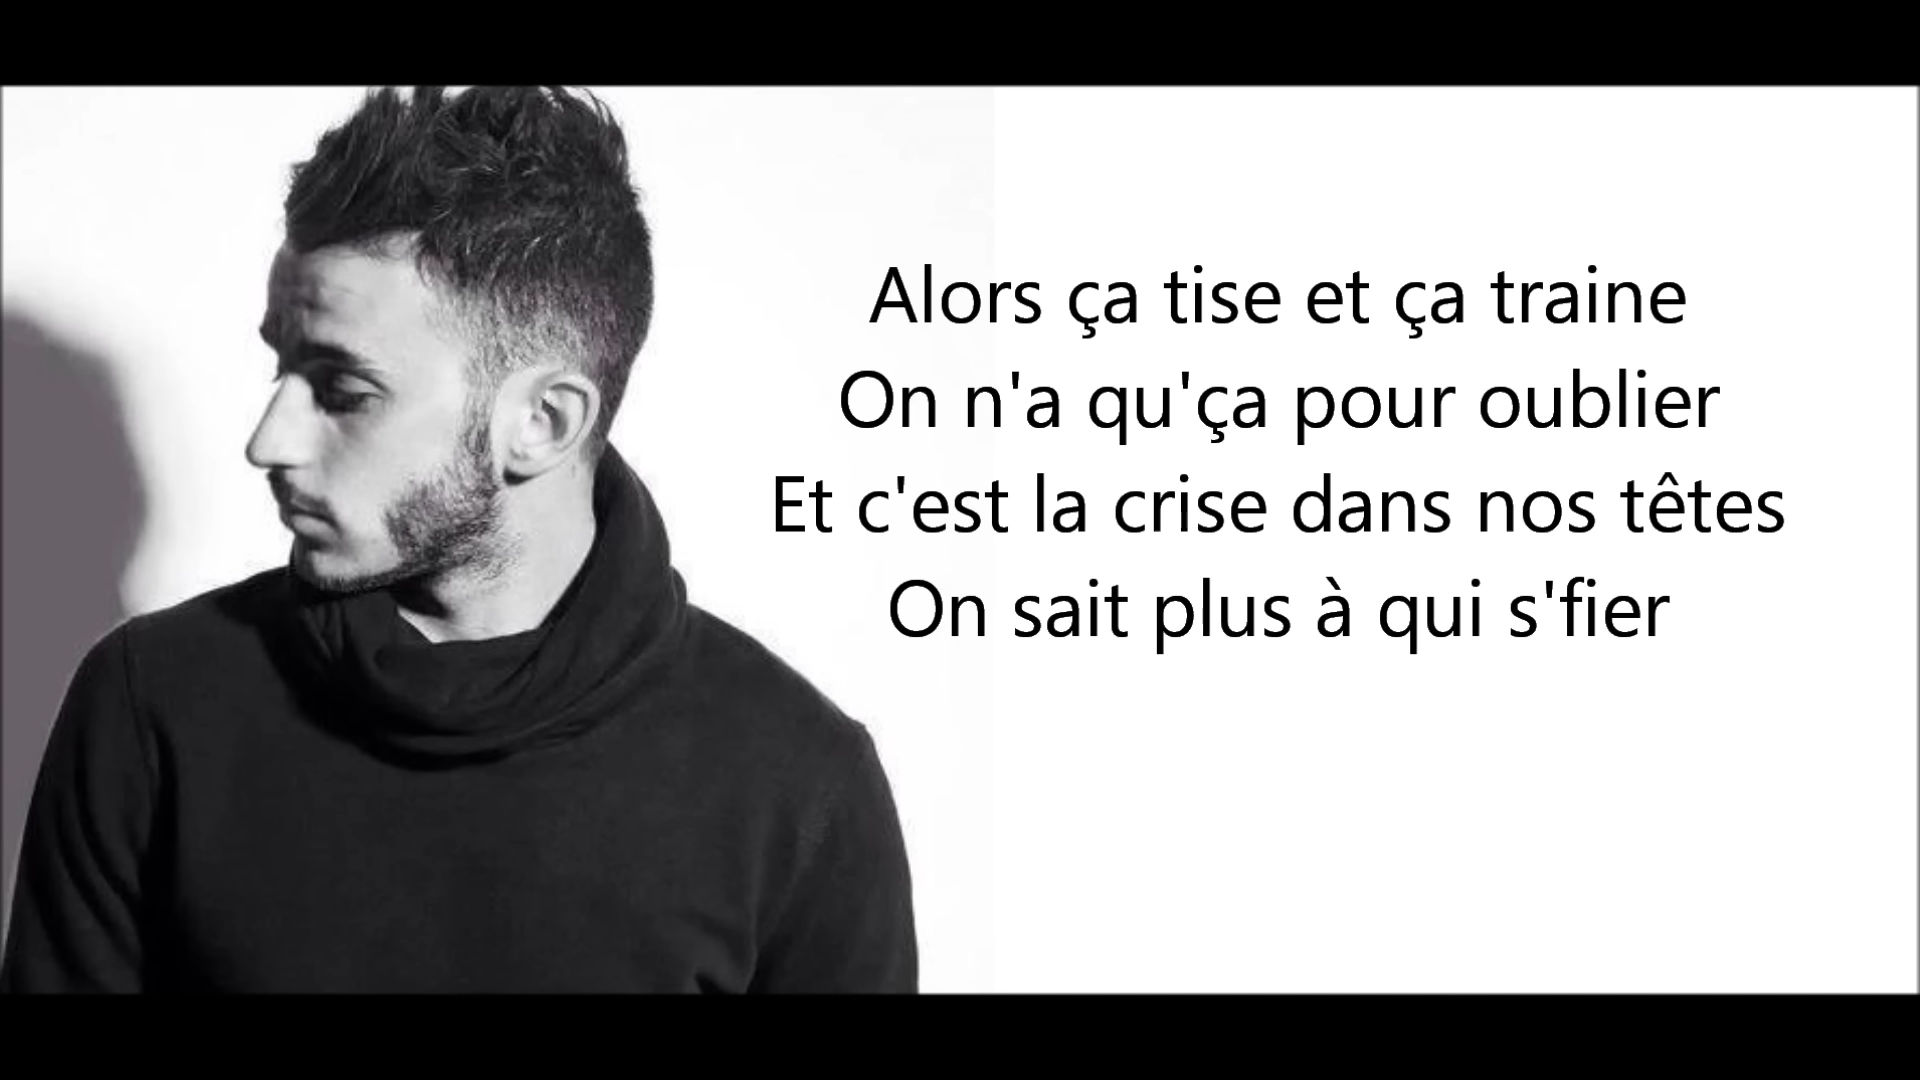 Alors ça tise et ça traine
On n'a qu'ça pour oublier
Et c'est la crise dans nos têtes
On sait plus à qui s'fier